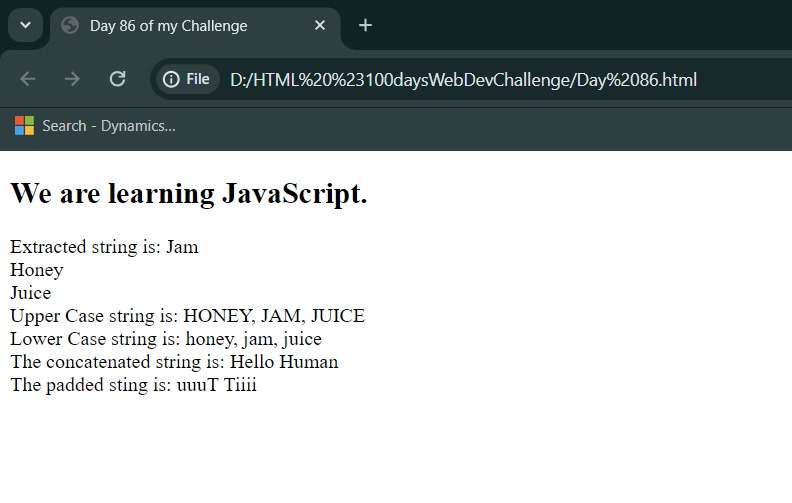 Day 86 of my Challenge
File D:/HTML%20%23100daysWebDevChallenge/Day%2086.html
Search - Dynamics...
We are learning JavaScript.
Extracted string is: Jam
Honey
Juice
Upper Case string is: HONEY, JAM, JUICE
Lower Case string is: honey, jam, juice
The concatenated string is: Hello Human
The padded sting is: uuuT Tiiii